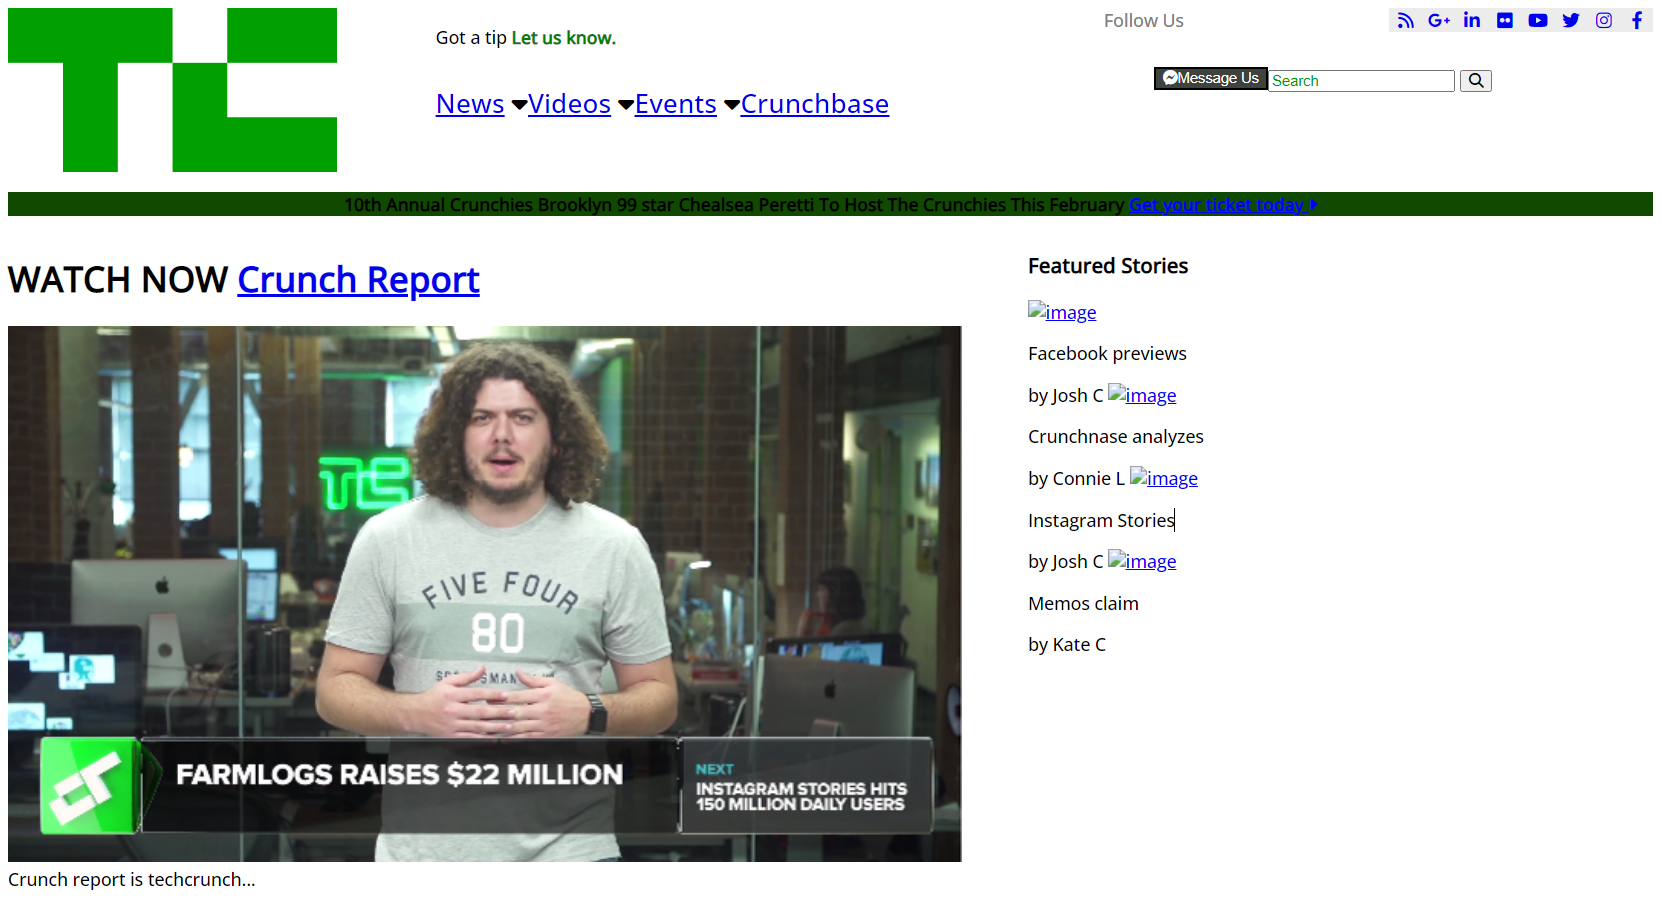 TC
Got a tip Let us know.
Follow Us
News Videos Events Crunchbase
Message Us Search
10th Annual Crunchies Brooklyn 99 star Chealsea Peretti To Host The Crunchies This February Get your ticket today
WATCH NOW Crunch Report
TC
FIVE FOUR
80
FARMLOGS RAISES $22 MILLION
NEXT
INSTAGRAM STORIES HITS
150 MILLION DAILY USERS
Crunch report is techcrunch...
Featured Stories
image
Facebook previews
by Josh C image
Crunchnase analyzes
by Connie L image
Instagram Stories
by Josh C image
Memos claim
by Kate C